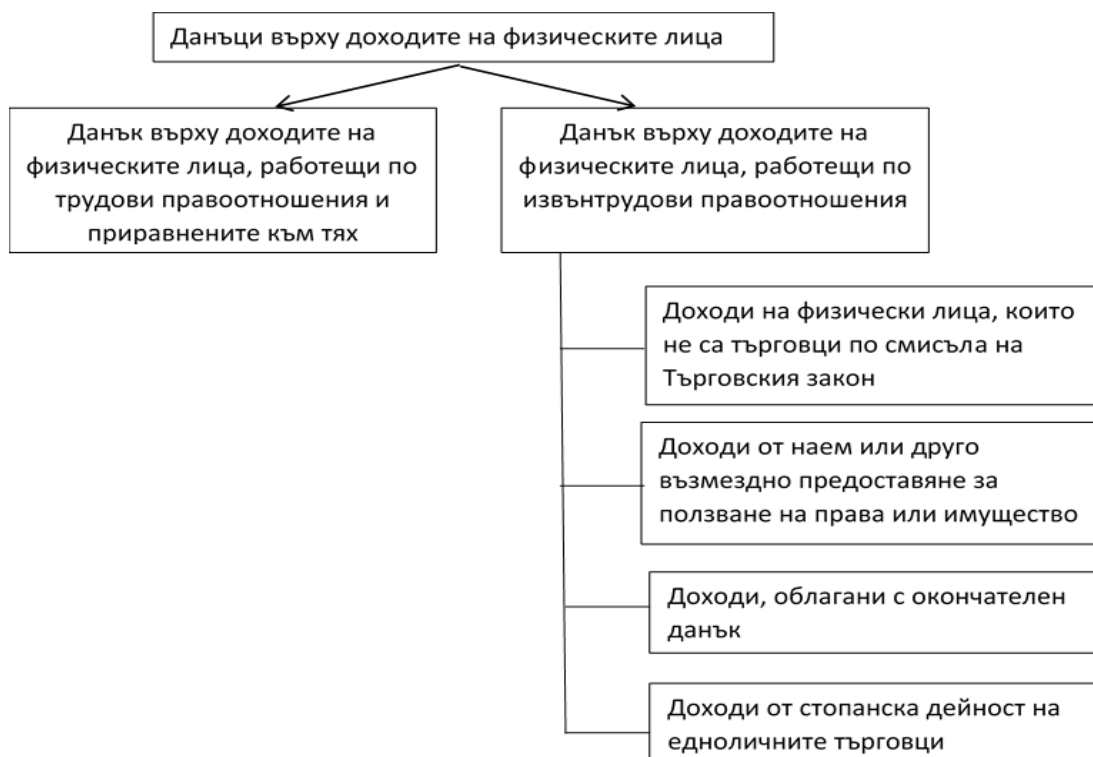 Данъци върху доходите на физическите лица
Данък върху доходите на
физическите лица, работещи по
трудови правоотношения и
приравнените към тях
Данък върху доходите на
физическите лица, работещи по
извънтрудови правоотношения
Доходи на физически лица, които
не са търговци по смисъла на
Търговския закон
Доходи от наем или друго
възмездно предоставяне за
ползване на права или имущество
Доходи, облагани с окончателен
данък
Доходи от стопанска дейност на
едноличните търговци